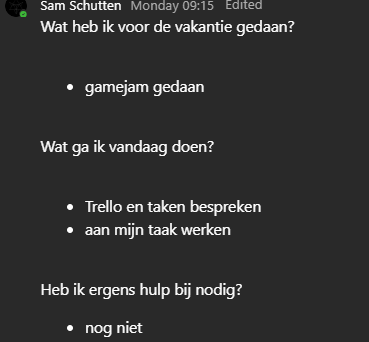 Sam Schutten Monday 09:15 Edited
Wat heb ik voor de vakantie gedaan?
• gamejam gedaan
Wat ga ik vandaag doen?
• Trello en taken bespreken
• aan mijn taak werken
Heb ik ergens hulp bij nodig?
• nog niet